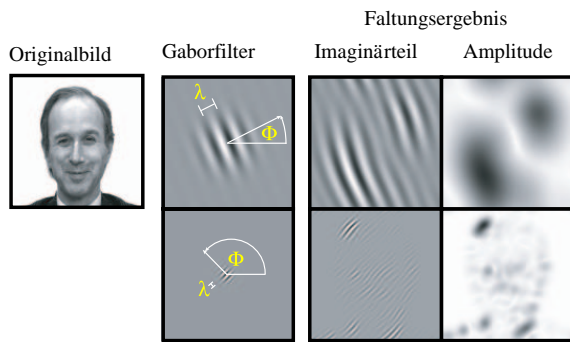 Faltungsergebnis
Originalbild Gaborfilter Imaginärteil Amplitude
λ
Φ
Φ
λ